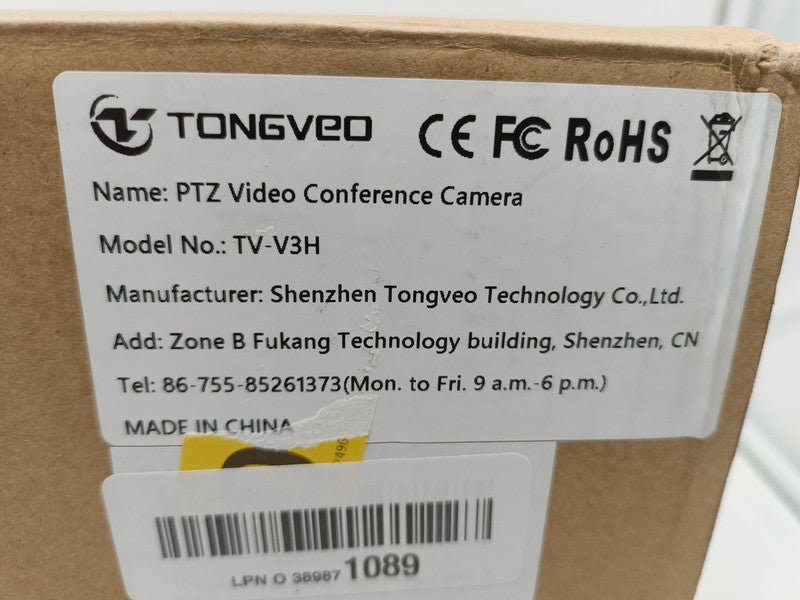 TONGVEO CE FC RoHS
Name: PTZ Video Conference Camera
Model No.: TV-V3H
Manufacturer: Shenzhen Tongveo Technology Co.,Ltd.
Add: Zone B Fukang Technology building, Shenzhen, CN
Tel: 86-755-85261373(Mon. to Fri. 9 a.m.-6 p.m.)
MADE IN CHINA
LPN O 38987 1089